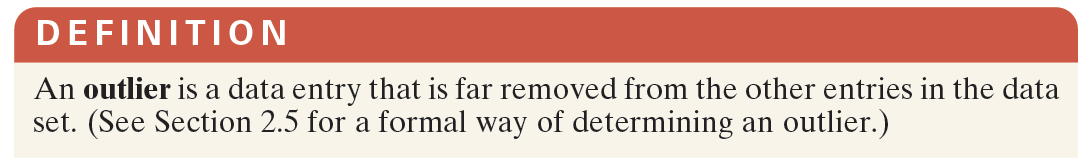 DEFINITION
An outlier is a data entry that is far removed from the other entries in the data
set. (See Section 2.5 for a formal way of determining an outlier.)